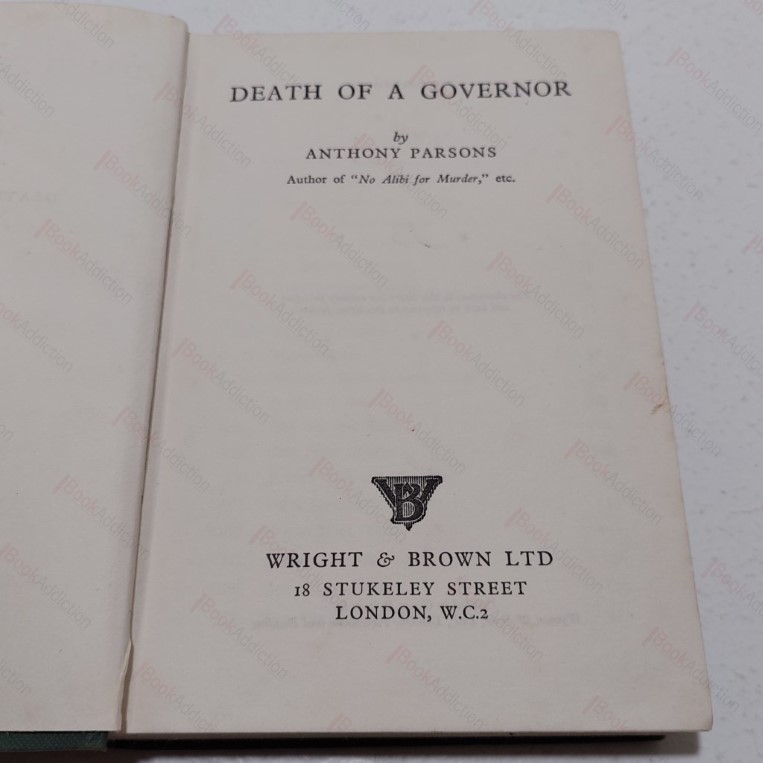 DEATH OF A GOVERNOR
by
ANTHONY PARSONS
Author of "No Alibi for Murder," etc.
WB
WRIGHT & BROWN LTD
18 STUKELEY STREET
LONDON, W.C.2
BookAddiction